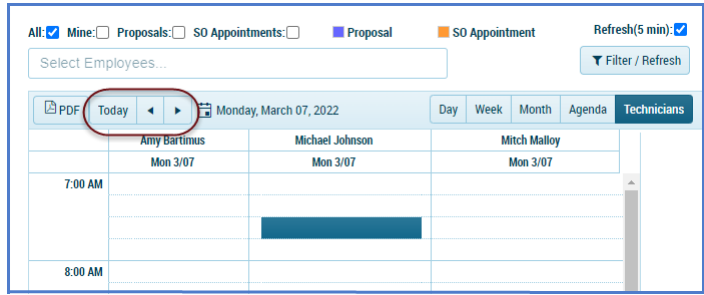 All: Mine: Proposals: SO Appointments: Proposal SO Appointment Refresh(5 min):
Select Employees...
Filter / Refresh
PDF Today Monday, March 07, 2022 Day Week Month Agenda Technicians
Amy Bartimus Michael Johnson Mitch Malloy
Mon 3/07 Mon 3/07 Mon 3/07
7:00 AM
8:00 AM